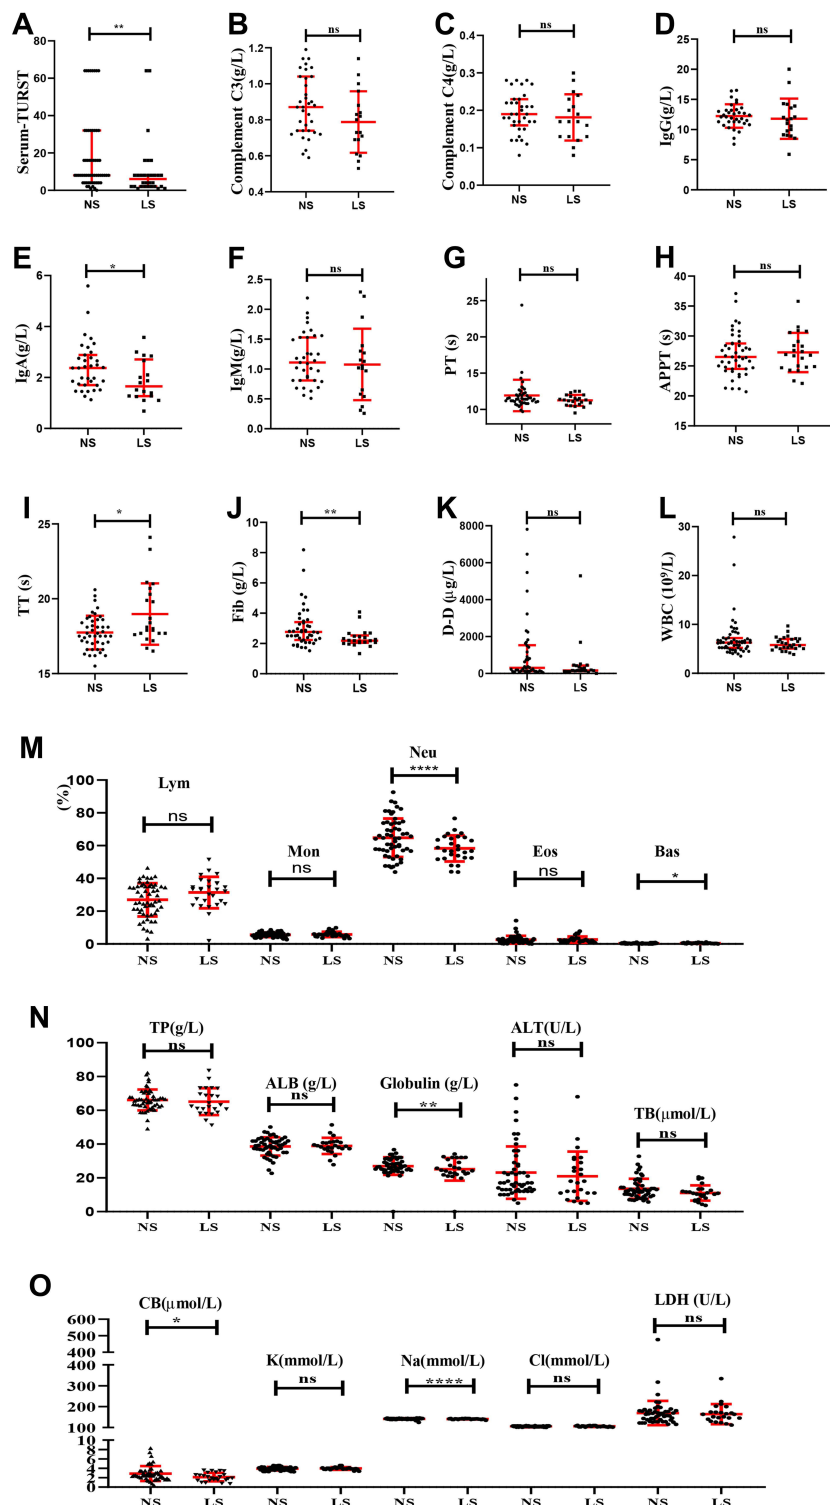 A
B
C
D
**
ns
ns
ns
Serum-TURST
80
60
40
20
0
NS
LS
Complement C3(g/L)
1.2
1.0
0.8
0.6
0.4
NS
LS
Complement C4(g/L)
0.4
0.3
0.2
0.1
0.0
NS
LS
IgG(g/L)
25
20
15
10
5
0
NS
LS
E
F
G
H
*
ns
ns
ns
IgA(g/L)
6
4
2
0
NS
LS
IgM(g/L)
2.5
2.0
1.5
1.0
0.5
0.0
NS
LS
PT (s)
25
20
15
10
NS
LS
APPT (s)
40
35
30
25
20
15
NS
LS
I
J
K
L
*
**
ns
ns
TT (s)
25
20
15
NS
LS
Fib (g/L)
10
8
6
4
2
0
NS
LS
D-D (μg/L)
8000
6000
4000
2000
0
NS
LS
WBC (10⁹/L)
30
20
10
0
NS
LS
M
(%)
100
80
60
40
20
0
Lym
ns
Mon
ns
Neu
****
Eos
ns
Bas
*
NS LS NS LS NS LS NS LS NS LS
N
100
80
60
40
20
0
TP(g/L)
ns
ALB (g/L)
ns
Globulin (g/L)
**
ALT(U/L)
ns
TB(μmol/L)
ns
NS LS NS LS NS LS NS LS NS LS
O
600
500
400
300
200
100
10
8
6
4
2
0
CB(μmol/L)
*
K(mmol/L)
ns
Na(mmol/L)
****
Cl(mmol/L)
ns
LDH (U/L)
ns
NS LS NS LS NS LS NS LS NS LS